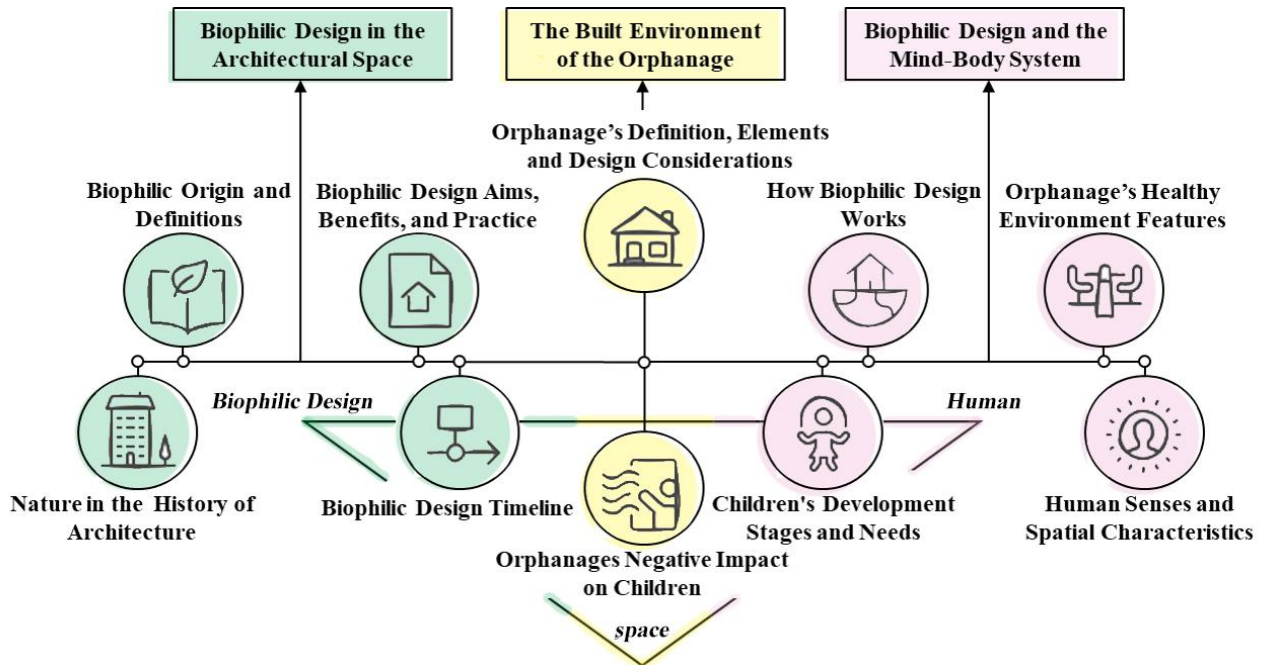 Biophilic Design in the
Architectural Space
The Built Environment
of the Orphanage
Biophilic Design and the
Mind-Body System
Orphanage’s Definition, Elements
and Design Considerations
Biophilic Origin and
Definitions
Biophilic Design Aims,
Benefits, and Practice
How Biophilic Design
Works
Orphanage’s Healthy
Environment Features
Biophilic Design
Human
Nature in the History of
Architecture
Biophilic Design Timeline
Orphanages Negative Impact
on Children
Children's Development
Stages and Needs
Human Senses and
Spatial Characteristics
space